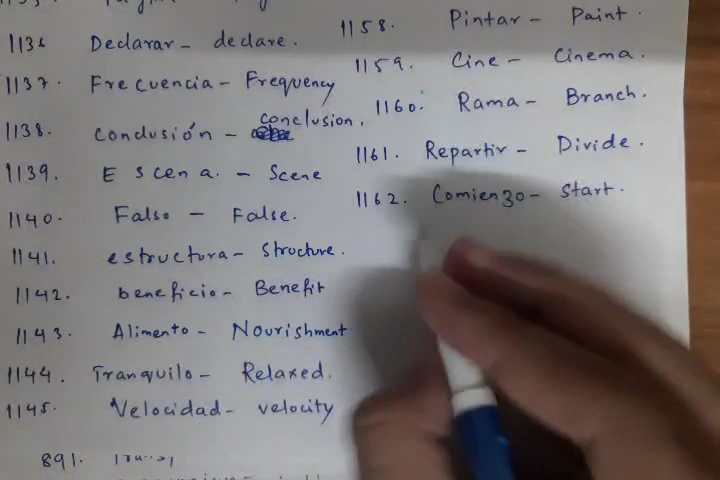 1136 Declarar - declare.
1137. Frecuencia - Frequency
1138. conclusión - conclusion.
1139. Escena. - Scene
1140. Falso - False.
1141. estructura - Structure.
1142. beneficio - Benefit
1143. Alimento - Nourishment
1144. Tranquilo - Relaxed.
1145. Velocidad - velocity
891.
1158. Pintar - Paint.
1159. Cine - Cinema.
1160. Rama - Branch.
1161. Repartir - Divide.
1162. Comienzo - Start.